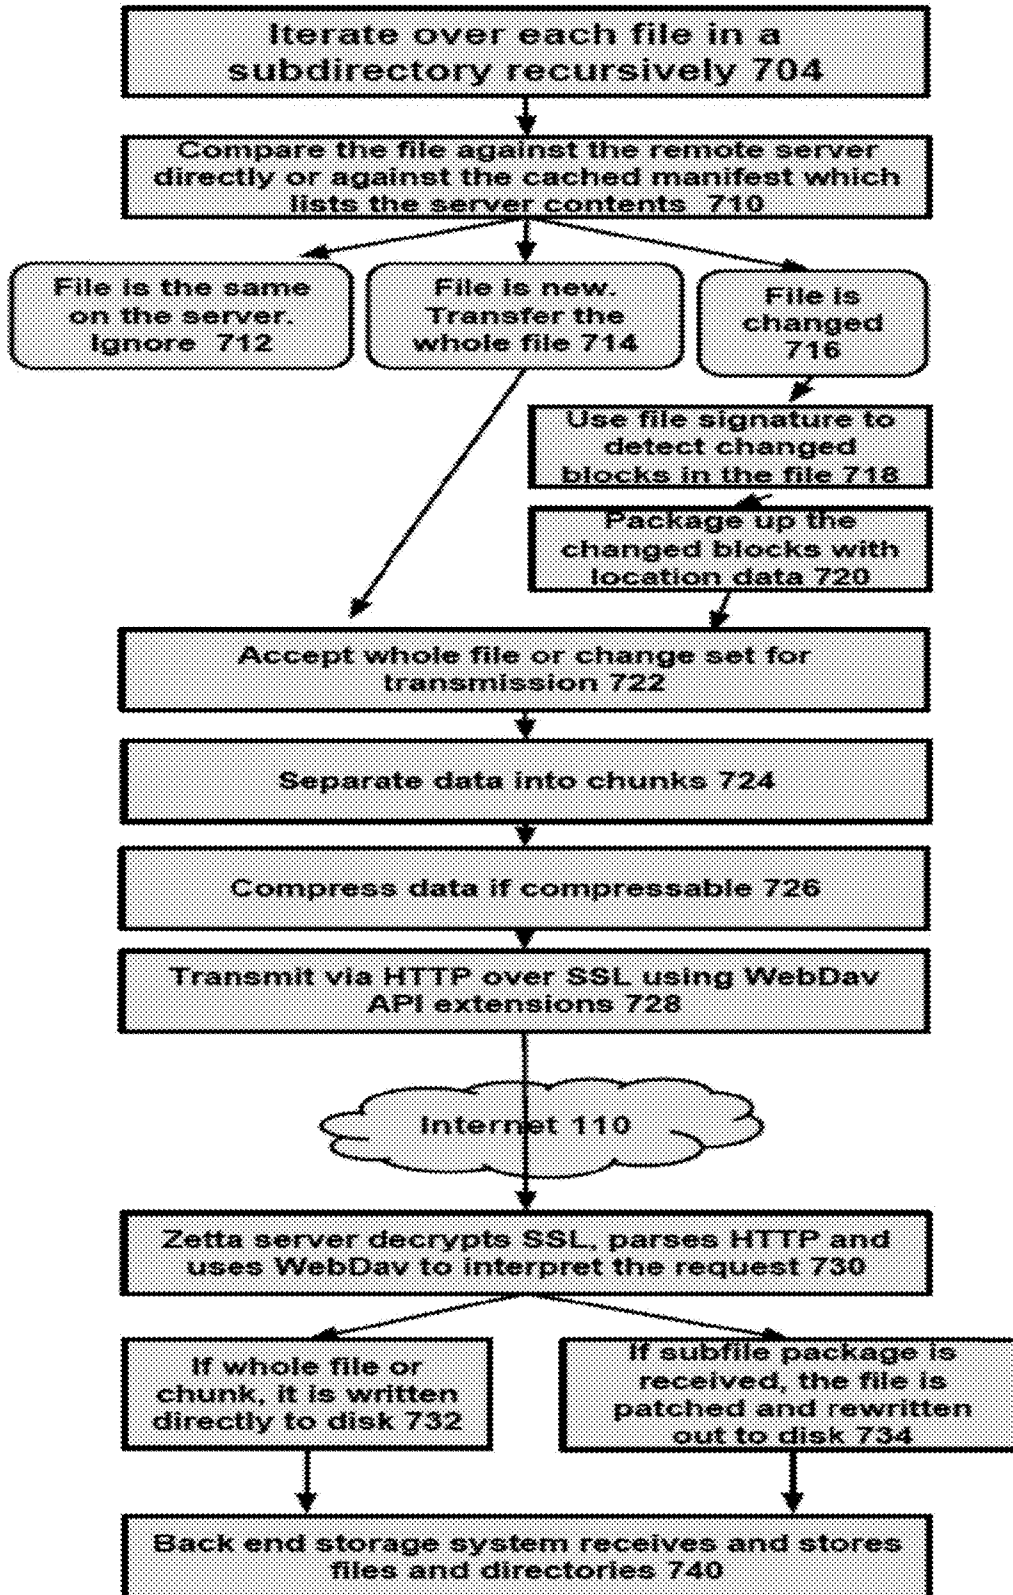 Iterate over each file in a
subdirectory recursively 704
Compare the file against the remote server
directly or against the cached manifest which
lists the server contents 710
File is the same
on the server.
Ignore 712
File is new.
Transfer the
whole file 714
File is
changed
716
Use file signature to
detect changed
blocks in the file 718
Package up the
changed blocks with
location data 720
Accept whole file or change set for
transmission 722
Separate data into chunks 724
Compress data if compressable 726
Transmit via HTTP over SSL using WebDav
API extensions 728
Internet 110
Zetta server decrypts SSL, parses HTTP and
uses WebDav to interpret the request 730
If whole file or
chunk, it is written
directly to disk 732
If subfile package is
received, the file is
patched and rewritten
out to disk 734
Back end storage system receives and stores
files and directories 740